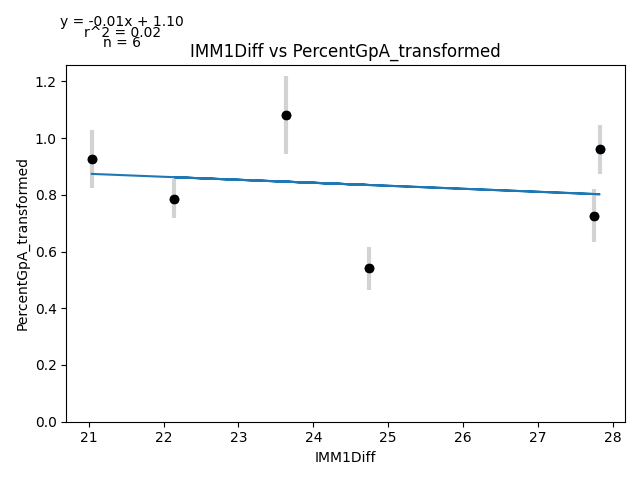 y = -0.01x + 1.10
r^2 = 0.02
n = 6
IMM1Diff vs PercentGpA_transformed
PercentGpA_transformed
1.2
1.0
0.8
0.6
0.4
0.2
0.0
21 22 23 24 25 26 27 28
IMM1Diff